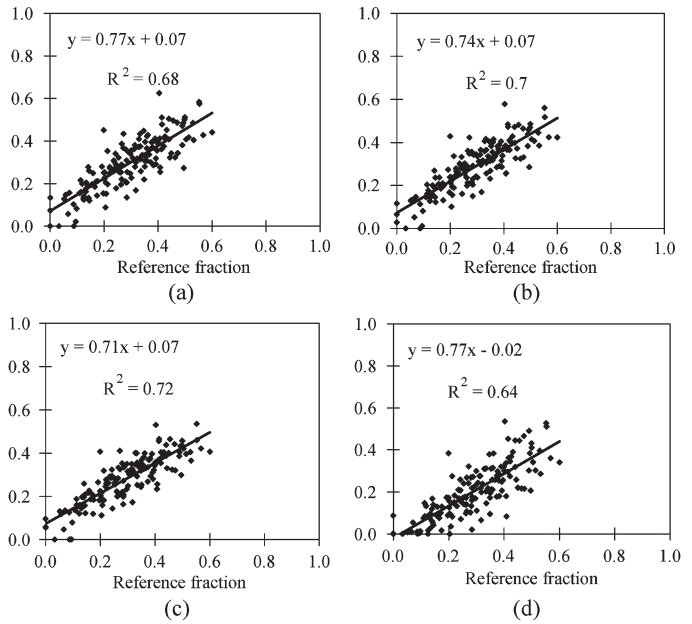 1.0
y = 0.77x + 0.07
0.8
R² = 0.68
0.6
0.4
0.2
0.0
0.0 0.2 0.4 0.6 0.8 1.0
Reference fraction
(a)
1.0
y = 0.74x + 0.07
0.8
R² = 0.7
0.6
0.4
0.2
0.0
0.0 0.2 0.4 0.6 0.8 1.0
Reference fraction
(b)
1.0
y = 0.71x + 0.07
0.8
R² = 0.72
0.6
0.4
0.2
0.0
0.0 0.2 0.4 0.6 0.8 1.0
Reference fraction
(c)
1.0
y = 0.77x - 0.02
0.8
R² = 0.64
0.6
0.4
0.2
0.0
0.0 0.2 0.4 0.6 0.8 1.0
Reference fraction
(d)